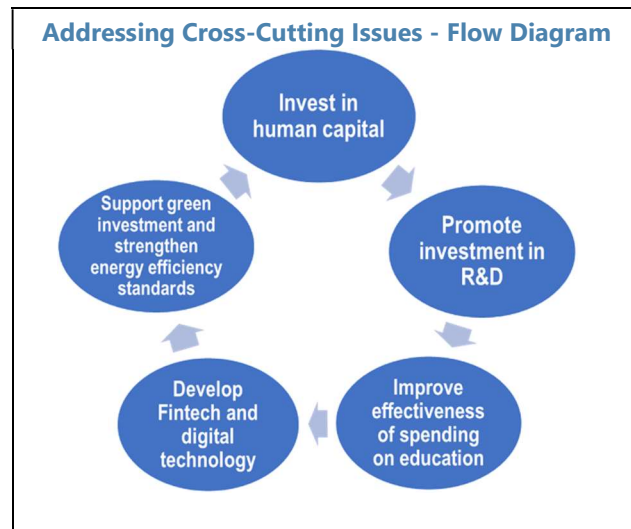 Addressing Cross-Cutting Issues - Flow Diagram
Invest in
human capital
Promote
investment in
R&D
Improve
effectiveness
of spending
on education
Develop
Fintech and
digital
technology
Support green
investment and
strengthen
energy efficiency
standards